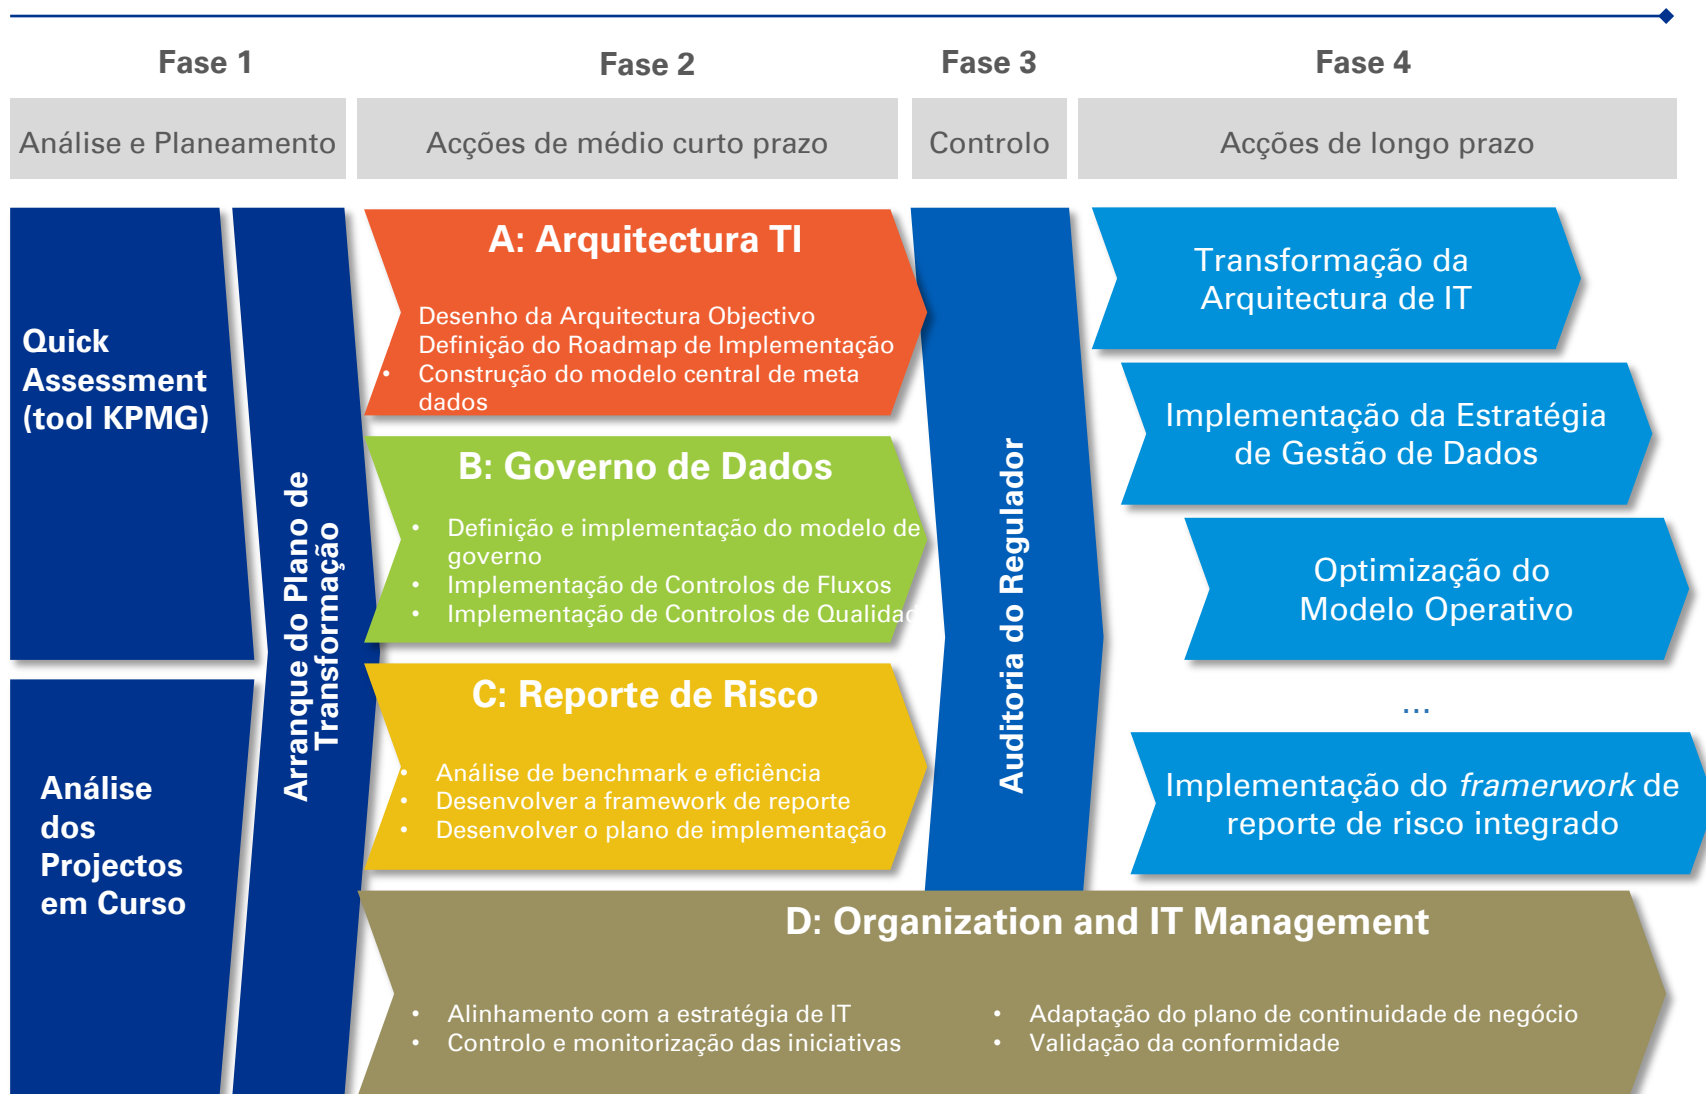 Fase 1
Fase 2
Fase 3
Fase 4
Análise e Planeamento
Acções de médio curto prazo
Controlo
Acções de longo prazo
Quick
Assessment
(tool KPMG)
Análise
dos
Projectos
em Curso
Arranque do Plano de
Transformação
A: Arquitectura TI
Desenho da Arquitectura Objectivo
Definição do Roadmap de Implementação
• Construção do modelo central de meta
dados
B: Governo de Dados
• Definição e implementação do modelo de
governo
• Implementação de Controlos de Fluxos
• Implementação de Controlos de Qualidad
C: Reporte de Risco
• Análise de benchmark e eficiência
• Desenvolver a framework de reporte
• Desenvolver o plano de implementação
Auditoria do Regulador
Transformação da
Arquitectura de IT
Implementação da Estratégia
de Gestão de Dados
Optimização do
Modelo Operativo
...
Implementação do framerwork de
reporte de risco integrado
D: Organization and IT Management
• Alinhamento com a estratégia de IT
• Controlo e monitorização das iniciativas
• Adaptação do plano de continuidade de negócio
• Validação da conformidade